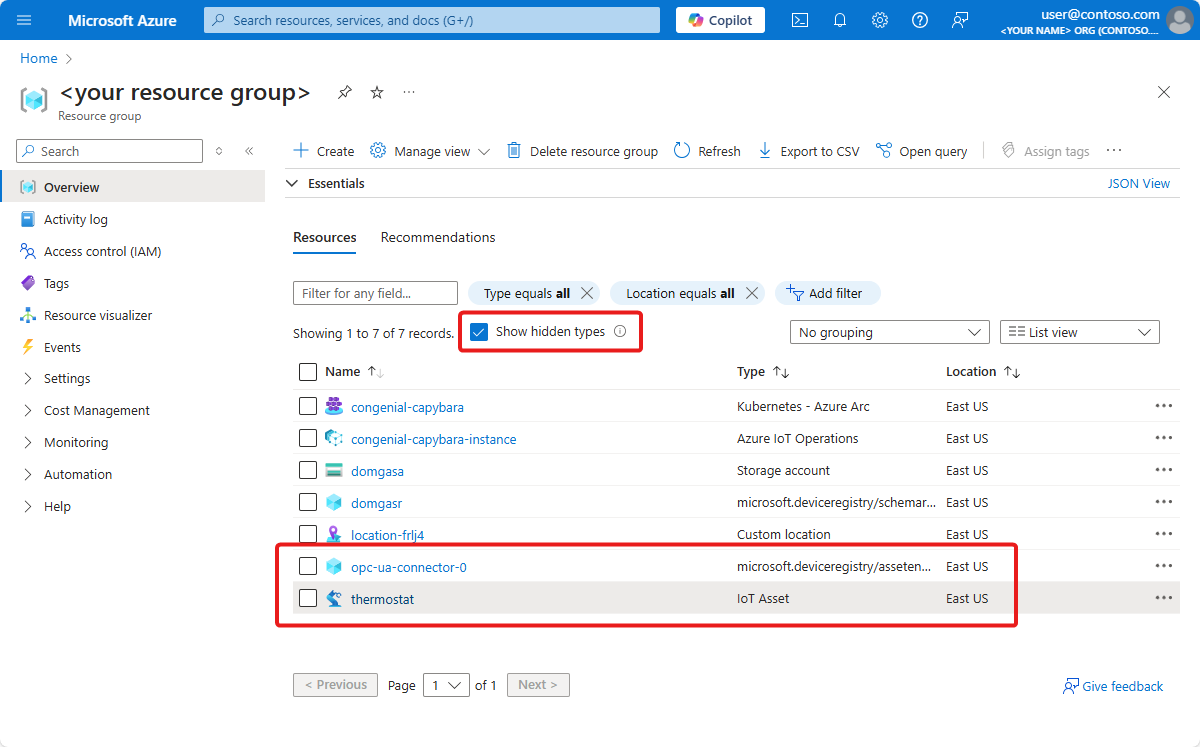 Microsoft Azure
Search resources, services, and docs (G+/)
Copilot
user@contoso.com
<YOUR NAME> ORG (CONTOSO....
Home
<your resource group>
Resource group
Search
Create
Manage view
Delete resource group
Refresh
Export to CSV
Open query
Assign tags
Overview
Activity log
Access control (IAM)
Tags
Resource visualizer
Events
Settings
Cost Management
Monitoring
Automation
Help
Essentials
JSON View
Resources Recommendations
Filter for any field...
Type equals all
Location equals all
Add filter
Showing 1 to 7 of 7 records.
Show hidden types
No grouping
List view
Name Type Location
congenial-capybara Kubernetes - Azure Arc East US
congenial-capybara-instance Azure IoT Operations East US
domgasa Storage account East US
domgasr microsoft.deviceregistry/schemar... East US
location-frlj4 Custom location East US
opc-ua-connector-0 microsoft.deviceregistry/asseten... East US
thermostat IoT Asset East US
< Previous Page 1 of 1 Next >
Give feedback